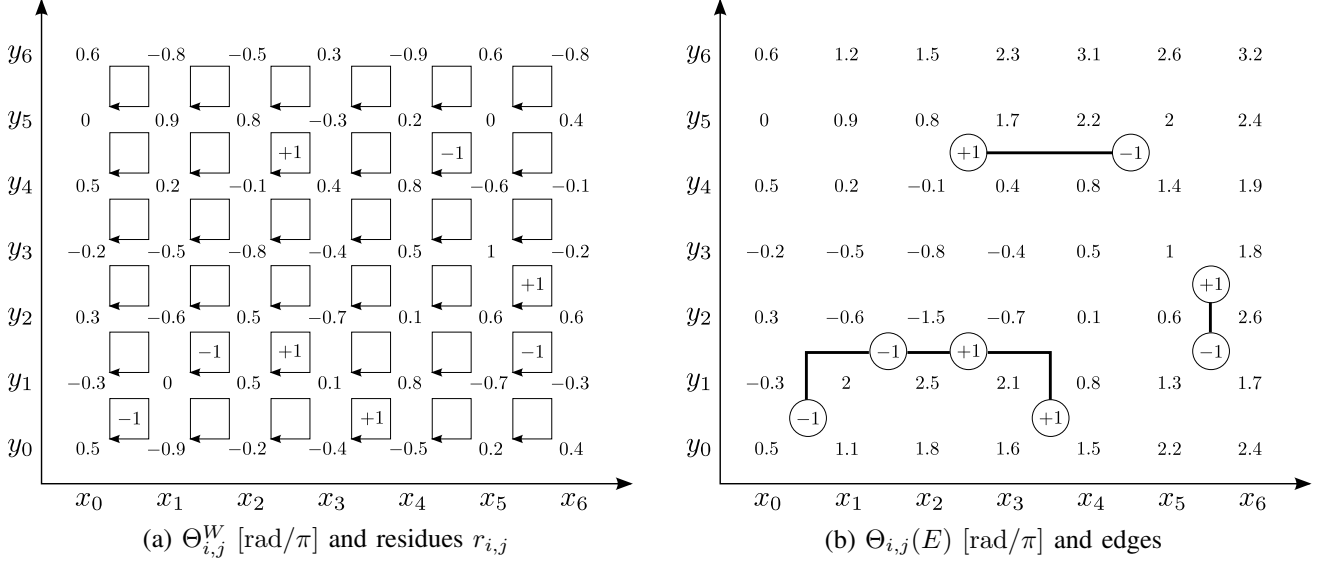 y6 0.6 −0.8 −0.5 0.3 −0.9 0.6 −0.8
y5 0 0.9 0.8 −0.3 0.2 0 0.4
+1 −1
y4 0.5 0.2 −0.1 0.4 0.8 −0.6 −0.1
y3 −0.2 −0.5 −0.8 −0.4 0.5 1 −0.2
+1
y2 0.3 −0.6 0.5 −0.7 0.1 0.6 0.6
−1 +1 −1
y1 −0.3 0 0.5 0.1 0.8 −0.7 −0.3
−1 +1
y0 0.5 −0.9 −0.2 −0.4 −0.5 0.2 0.4
x0 x1 x2 x3 x4 x5 x6
(a) Θ^W_{i,j} [rad/π] and residues r_{i,j}
y6 0.6 1.2 1.5 2.3 3.1 2.6 3.2
y5 0 0.9 0.8 1.7 2.2 2 2.4
+1 −1
y4 0.5 0.2 −0.1 0.4 0.8 1.4 1.9
y3 −0.2 −0.5 −0.8 −0.4 0.5 1 1.8
+1
y2 0.3 −0.6 −1.5 −0.7 0.1 0.6 2.6
−1 +1 −1
y1 −0.3 2 2.5 2.1 0.8 1.3 1.7
−1 +1
y0 0.5 1.1 1.8 1.6 1.5 2.2 2.4
x0 x1 x2 x3 x4 x5 x6
(b) Θ_{i,j}(E) [rad/π] and edges